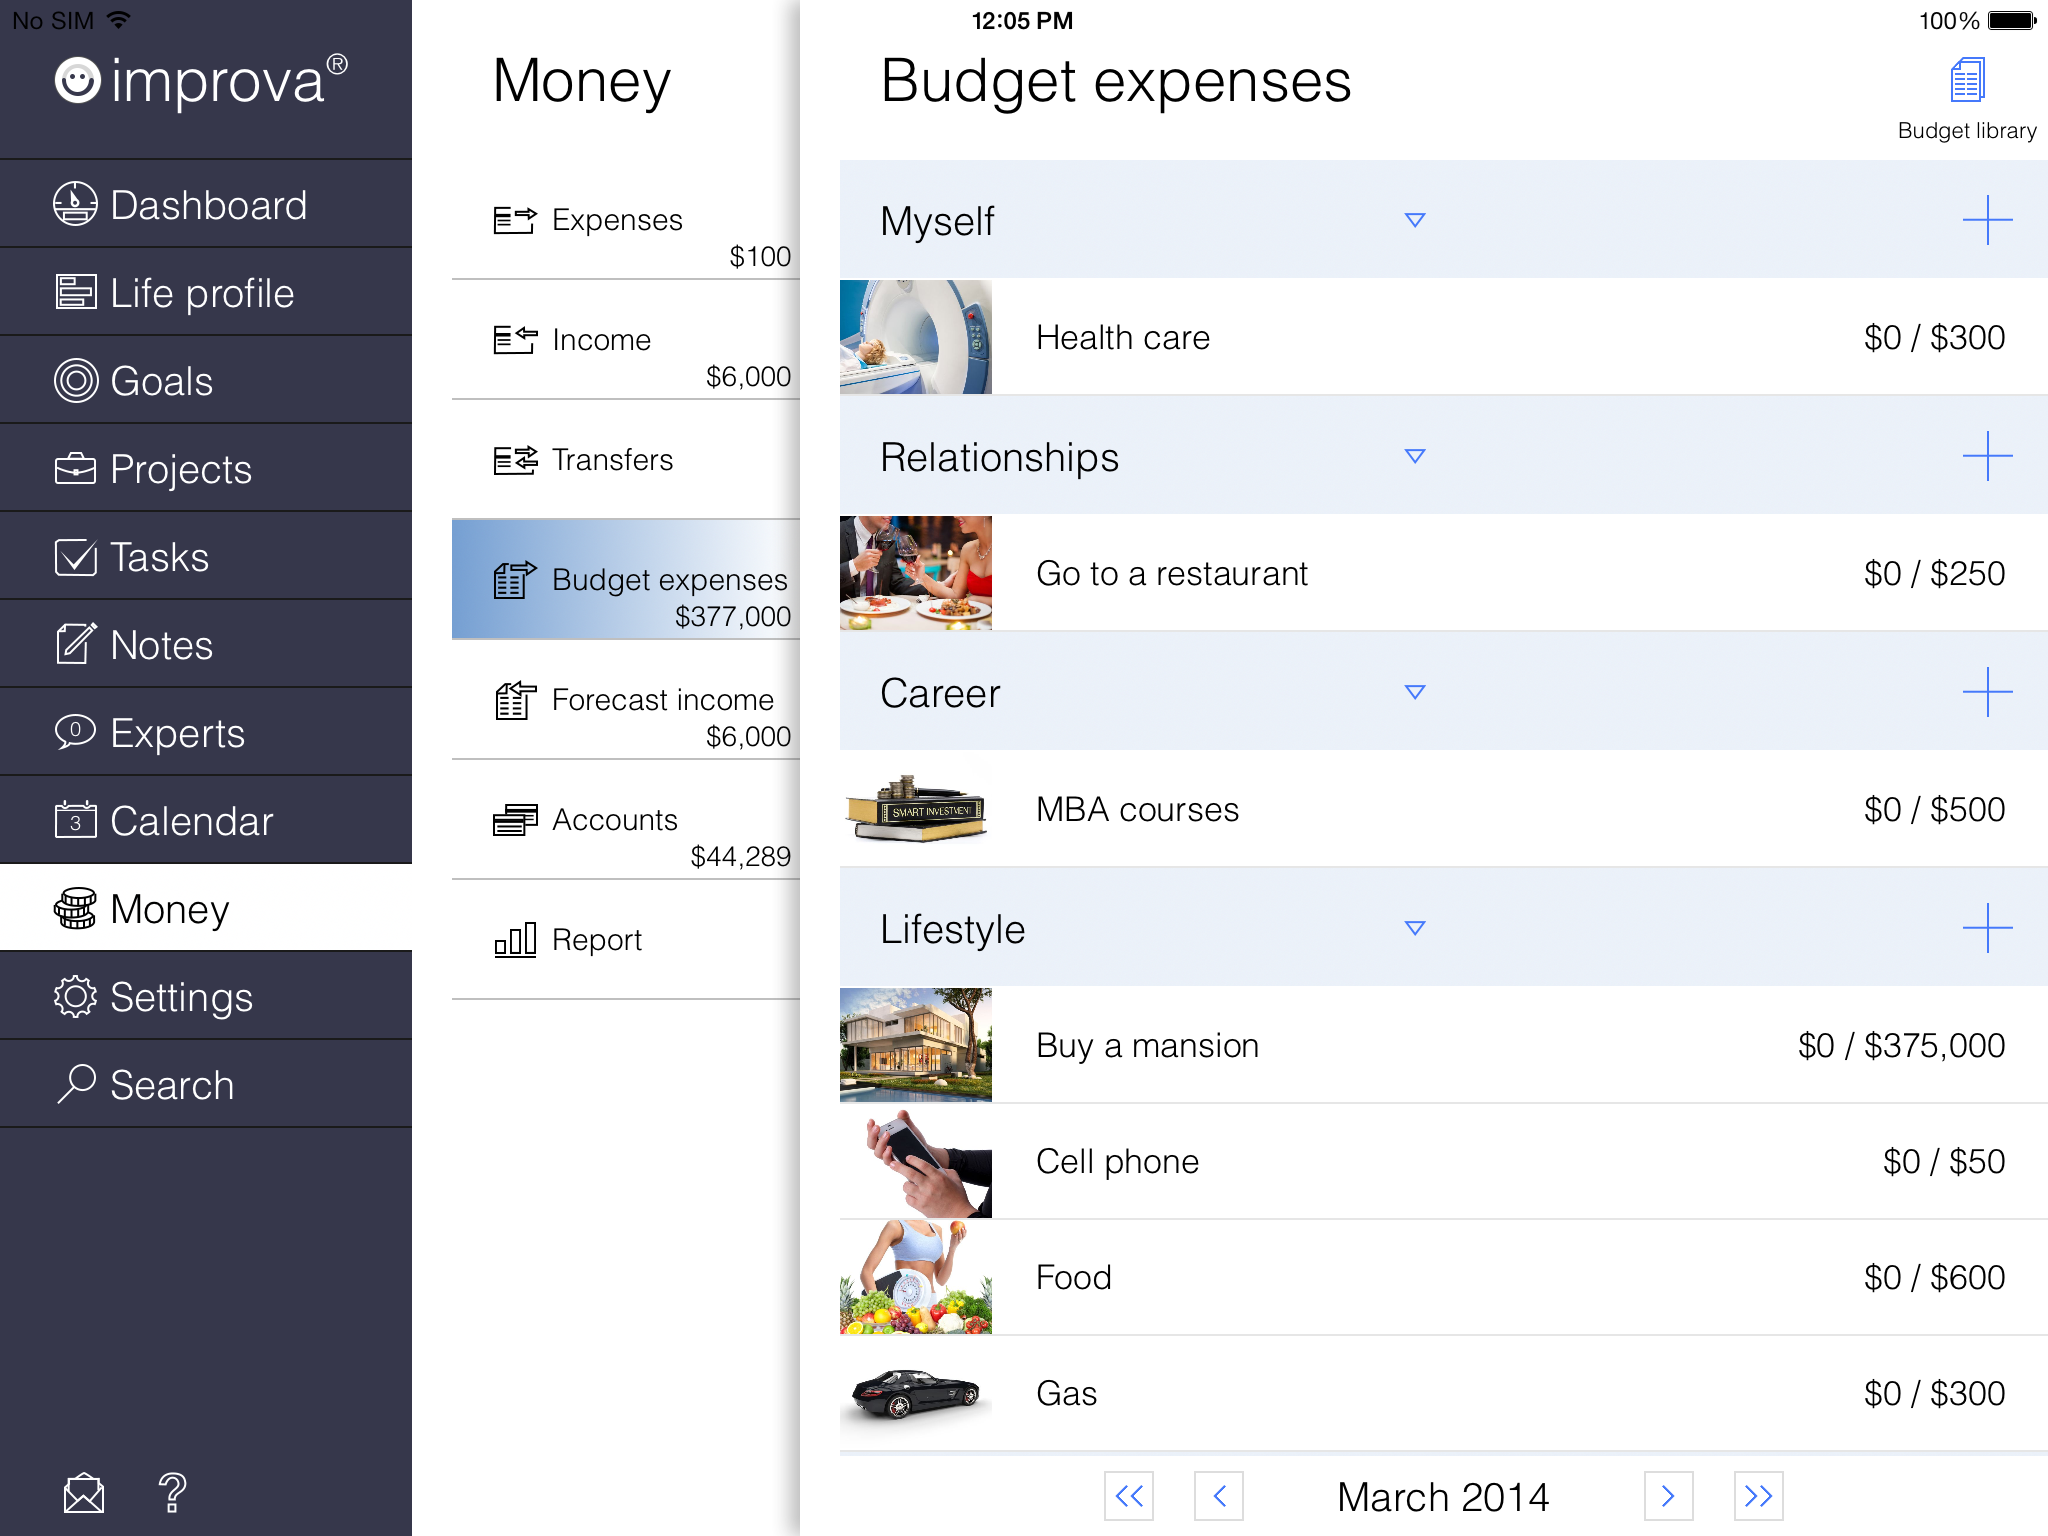 No SIM
12:05 PM
100%
improva®
Dashboard
Life profile
Goals
Projects
Tasks
Notes
0
Experts
3
Calendar
Money
Settings
Search
?
Money
Expenses
$100
Income
$6,000
Transfers
Budget expenses
$377,000
Forecast income
$6,000
Accounts
$44,289
Report
Budget expenses
Budget library
Myself
Health care $0 / $300
Relationships
Go to a restaurant $0 / $250
Career
SMART INVESTMENT
MBA courses $0 / $500
Lifestyle
Buy a mansion $0 / $375,000
Cell phone $0 / $50
Food $0 / $600
Gas $0 / $300
March 2014